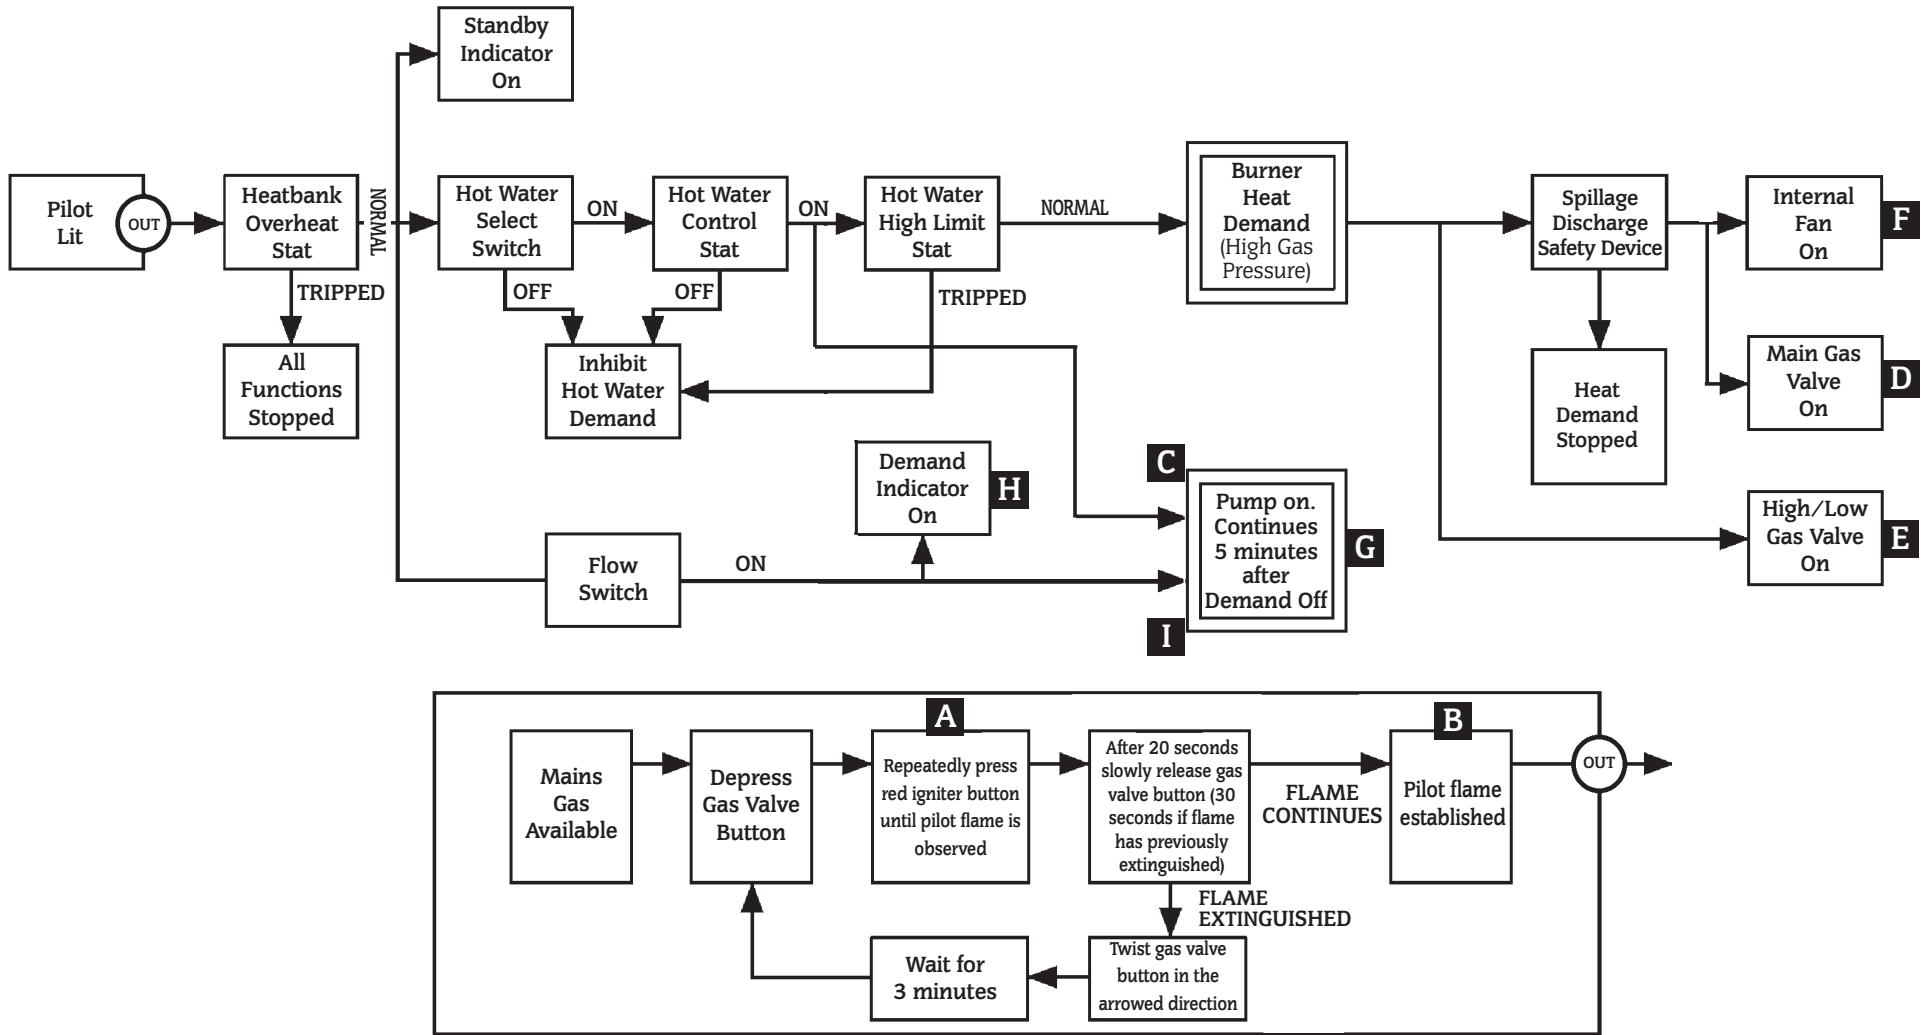 Standby
Indicator
On
Pilot
Lit
OUT
Heatbank
Overheat
Stat
NORMAL
Hot Water
Select
Switch
ON
Hot Water
Control
Stat
ON
Hot Water
High Limit
Stat
NORMAL
Burner
Heat
Demand
(High Gas
Pressure)
Spillage
Discharge
Safety Device
Internal
Fan
On
F
TRIPPED
OFF
OFF
TRIPPED
All
Functions
Stopped
Inhibit
Hot Water
Demand
Heat
Demand
Stopped
Main Gas
Valve
On
D
Demand
Indicator
On
H
C
Pump on.
Continues
5 minutes
after
Demand Off
G
I
High/Low
Gas Valve
On
E
Flow
Switch
ON
Mains
Gas
Available
Depress
Gas Valve
Button
A
Repeatedly press
red igniter button
until pilot flame is
observed
After 20 seconds
slowly release gas
valve button (30
seconds if flame
has previously
extinguished)
FLAME
CONTINUES
B
Pilot flame
established
OUT
FLAME
EXTINGUISHED
Twist gas valve
button in the
arrowed direction
Wait for
3 minutes